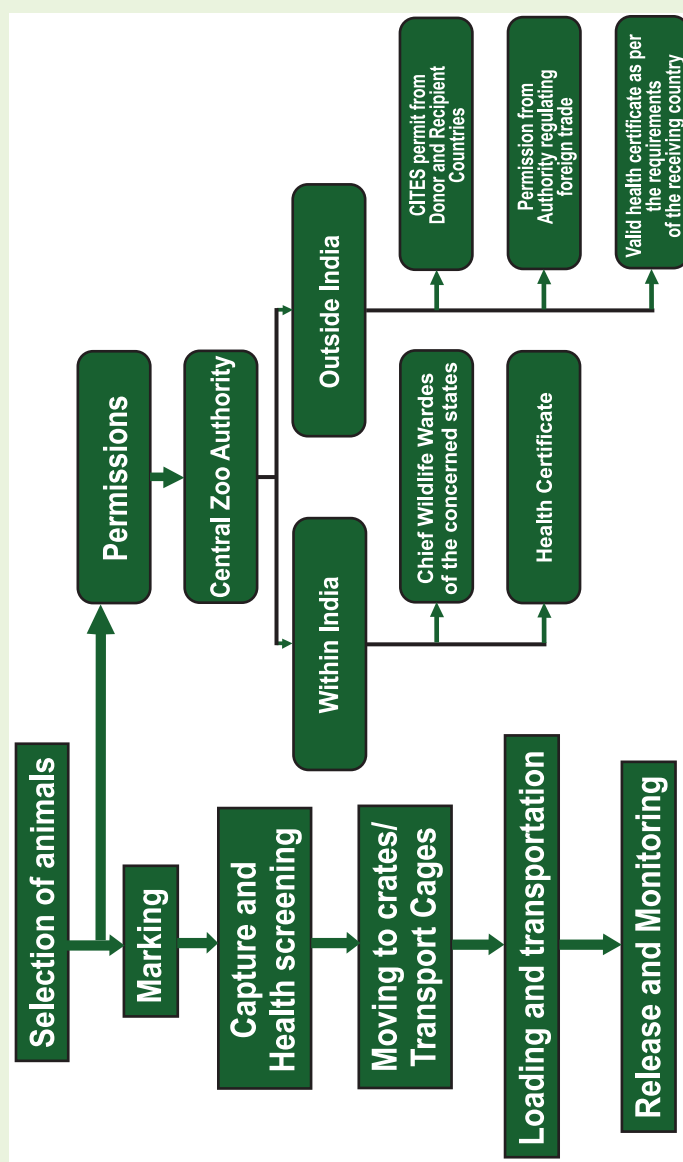 Selection of animals
Marking
Capture and
Health screening
Moving to crates/
Transport Cages
Loading and transportation
Release and Monitoring
Permissions
Central Zoo Authority
Within India
Chief Wildlife Wardes
of the concerned states
Health Certificate
Outside India
CITES permit from
Donor and Recipient
Countries
Permission from
Authority regulating
foreign trade
Valid health certificate as per
the requirements
of the receiving country